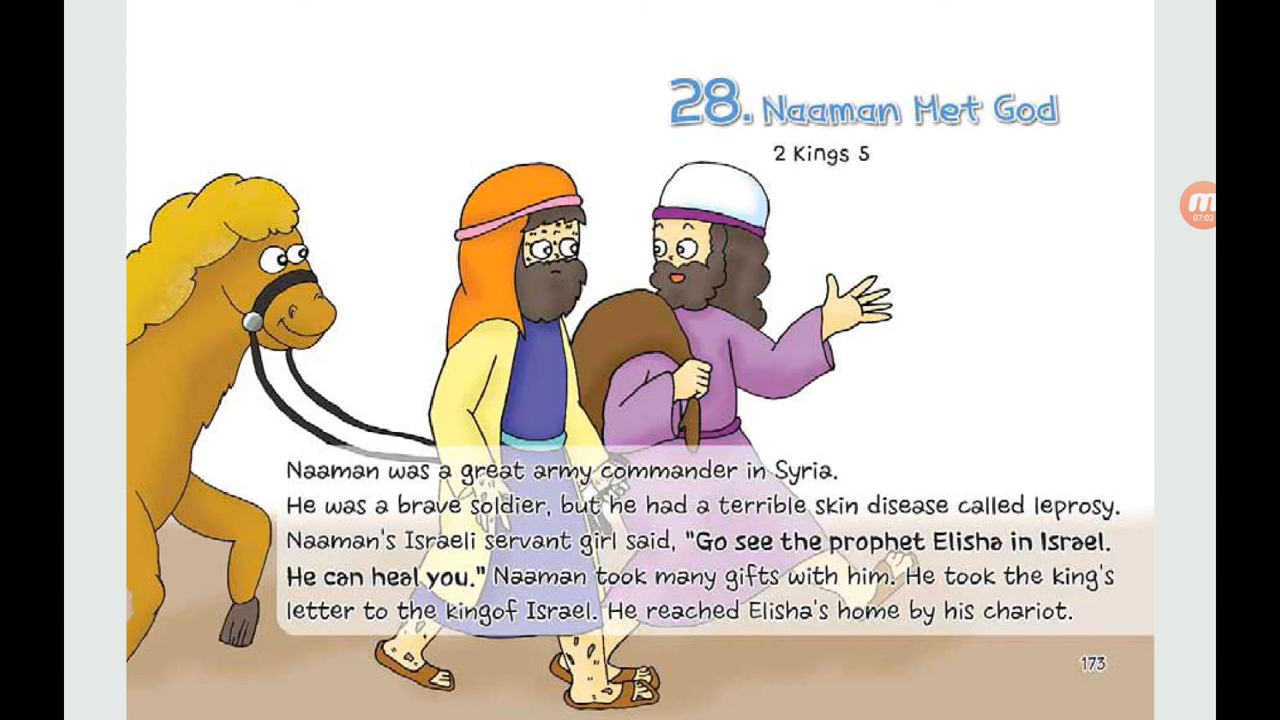 28. Naaman Met God
2 Kings 5
Naaman was a great army commander in Syria.
He was a brave soldier, but he had a terrible skin disease called leprosy.
Naaman's Israeli servant girl said, "Go see the prophet Elisha in Israel.
He can heal you." Naaman took many gifts with him. He took the king's
letter to the kingof Israel. He reached Elisha's home by his chariot.
173
M
07:02